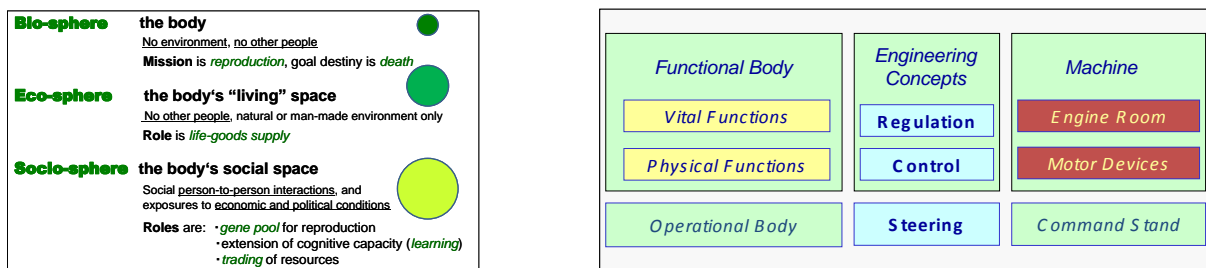 Bio-sphere the body
No environment, no other people
Mission is reproduction, goal destiny is death
Eco-sphere the body‘s “living” space
No other people, natural or man-made environment only
Role is life-goods supply
Socio-sphere the body‘s social space
Social person-to-person interactions, and
exposures to economic and political conditions
Roles are: ·gene pool for reproduction
·extension of cognitive capacity (learning)
·trading of resources
Functional Body
Vital Functions
Physical Functions
Operational Body
Engineering
Concepts
Regulation
Control
Steering
Machine
Engine Room
Motor Devices
Command Stand